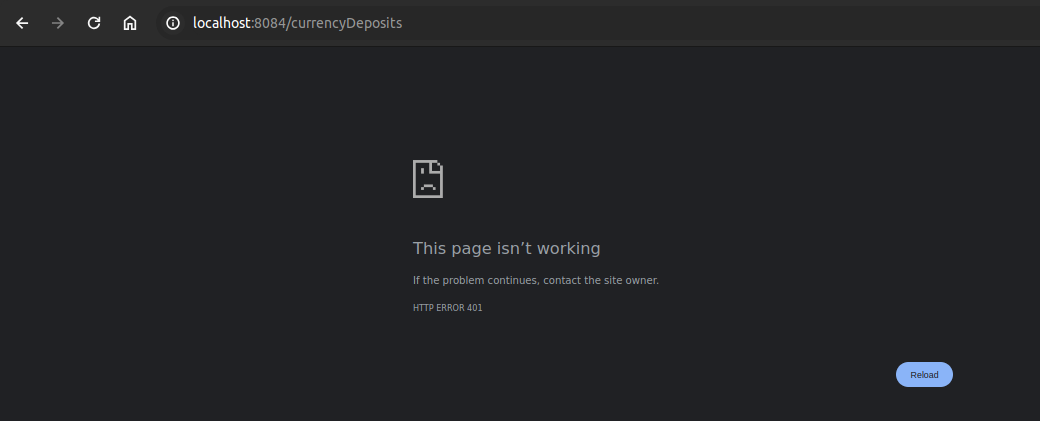 localhost:8084/currencyDeposits
This page isn’t working
If the problem continues, contact the site owner.
HTTP ERROR 401
Reload